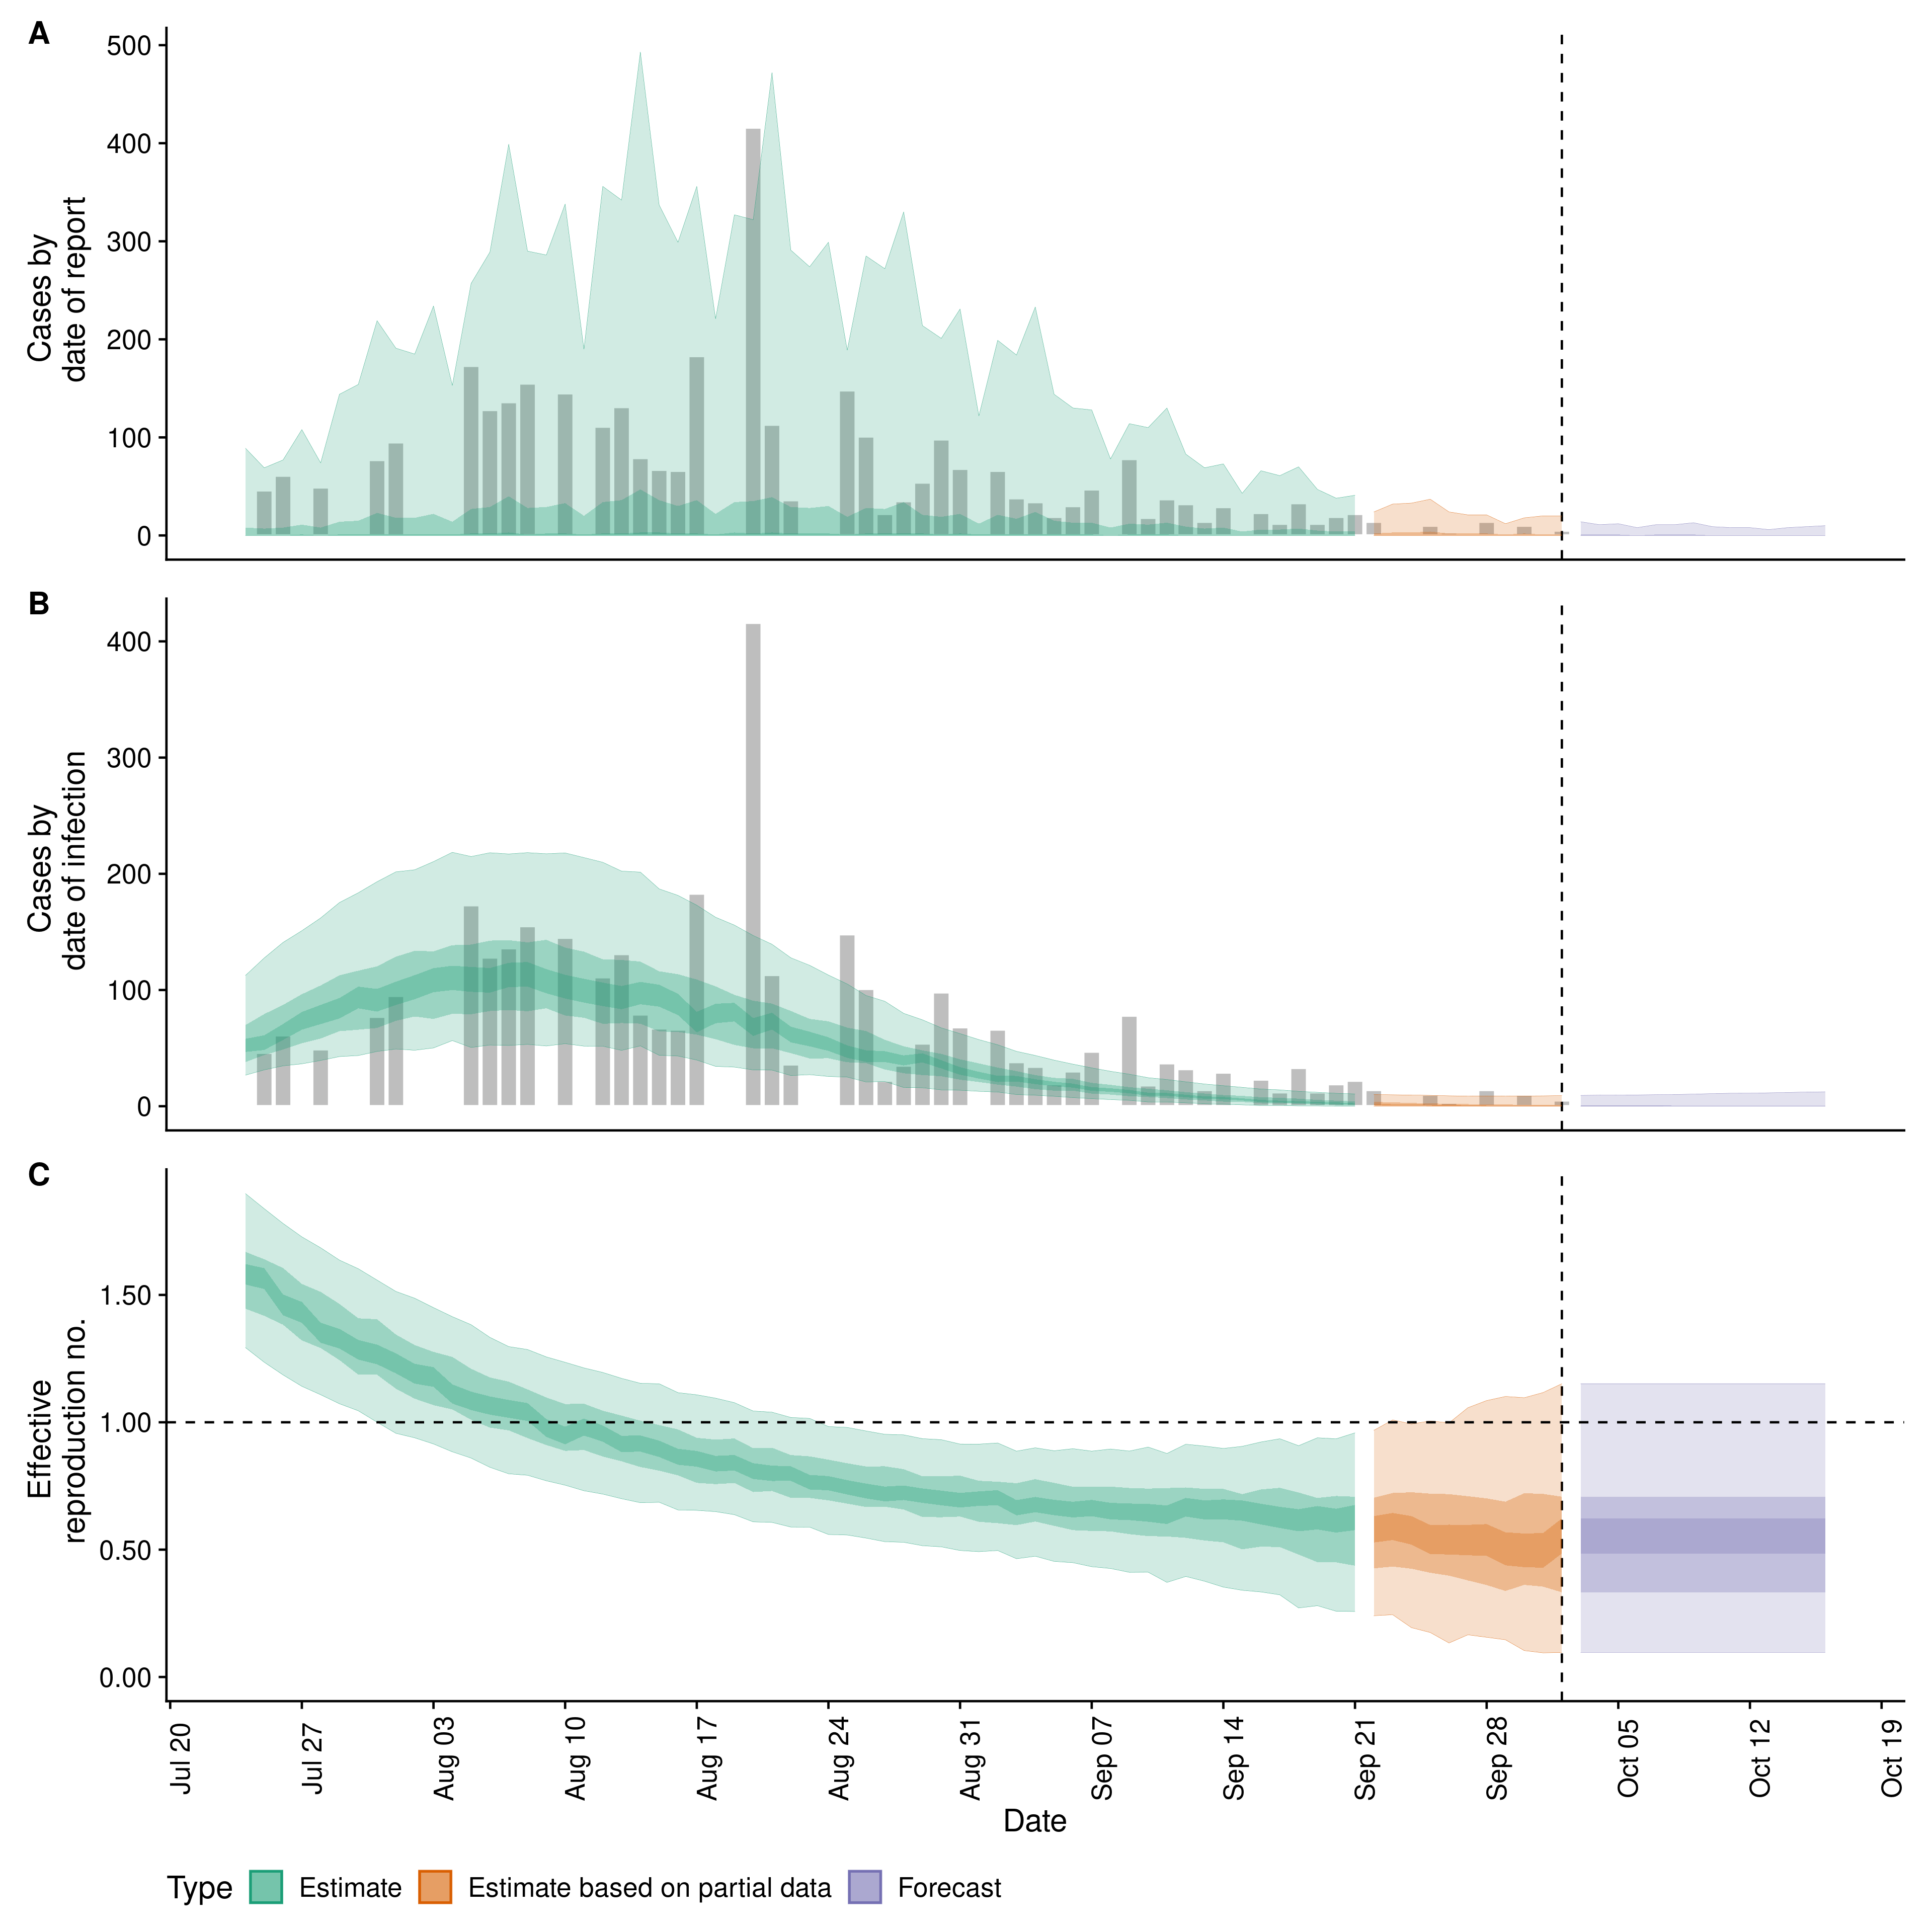 A
Cases by
date of report
500
400
300
200
100
0
B
Cases by
date of infection
400
300
200
100
0
C
Effective
reproduction no.
1.50
1.00
0.50
0.00
Jul 20
Jul 27
Aug 03
Aug 10
Aug 17
Aug 24
Aug 31
Sep 07
Sep 14
Sep 21
Sep 28
Oct 05
Oct 12
Oct 19
Date
Type Estimate Estimate based on partial data Forecast